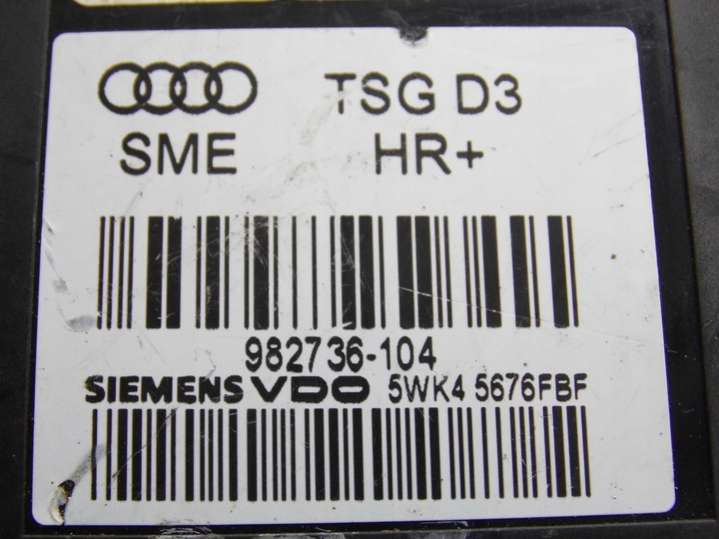 TSG D3
SME HR+
982736-104
SIEMENS VDO 5WK4 5676FBF